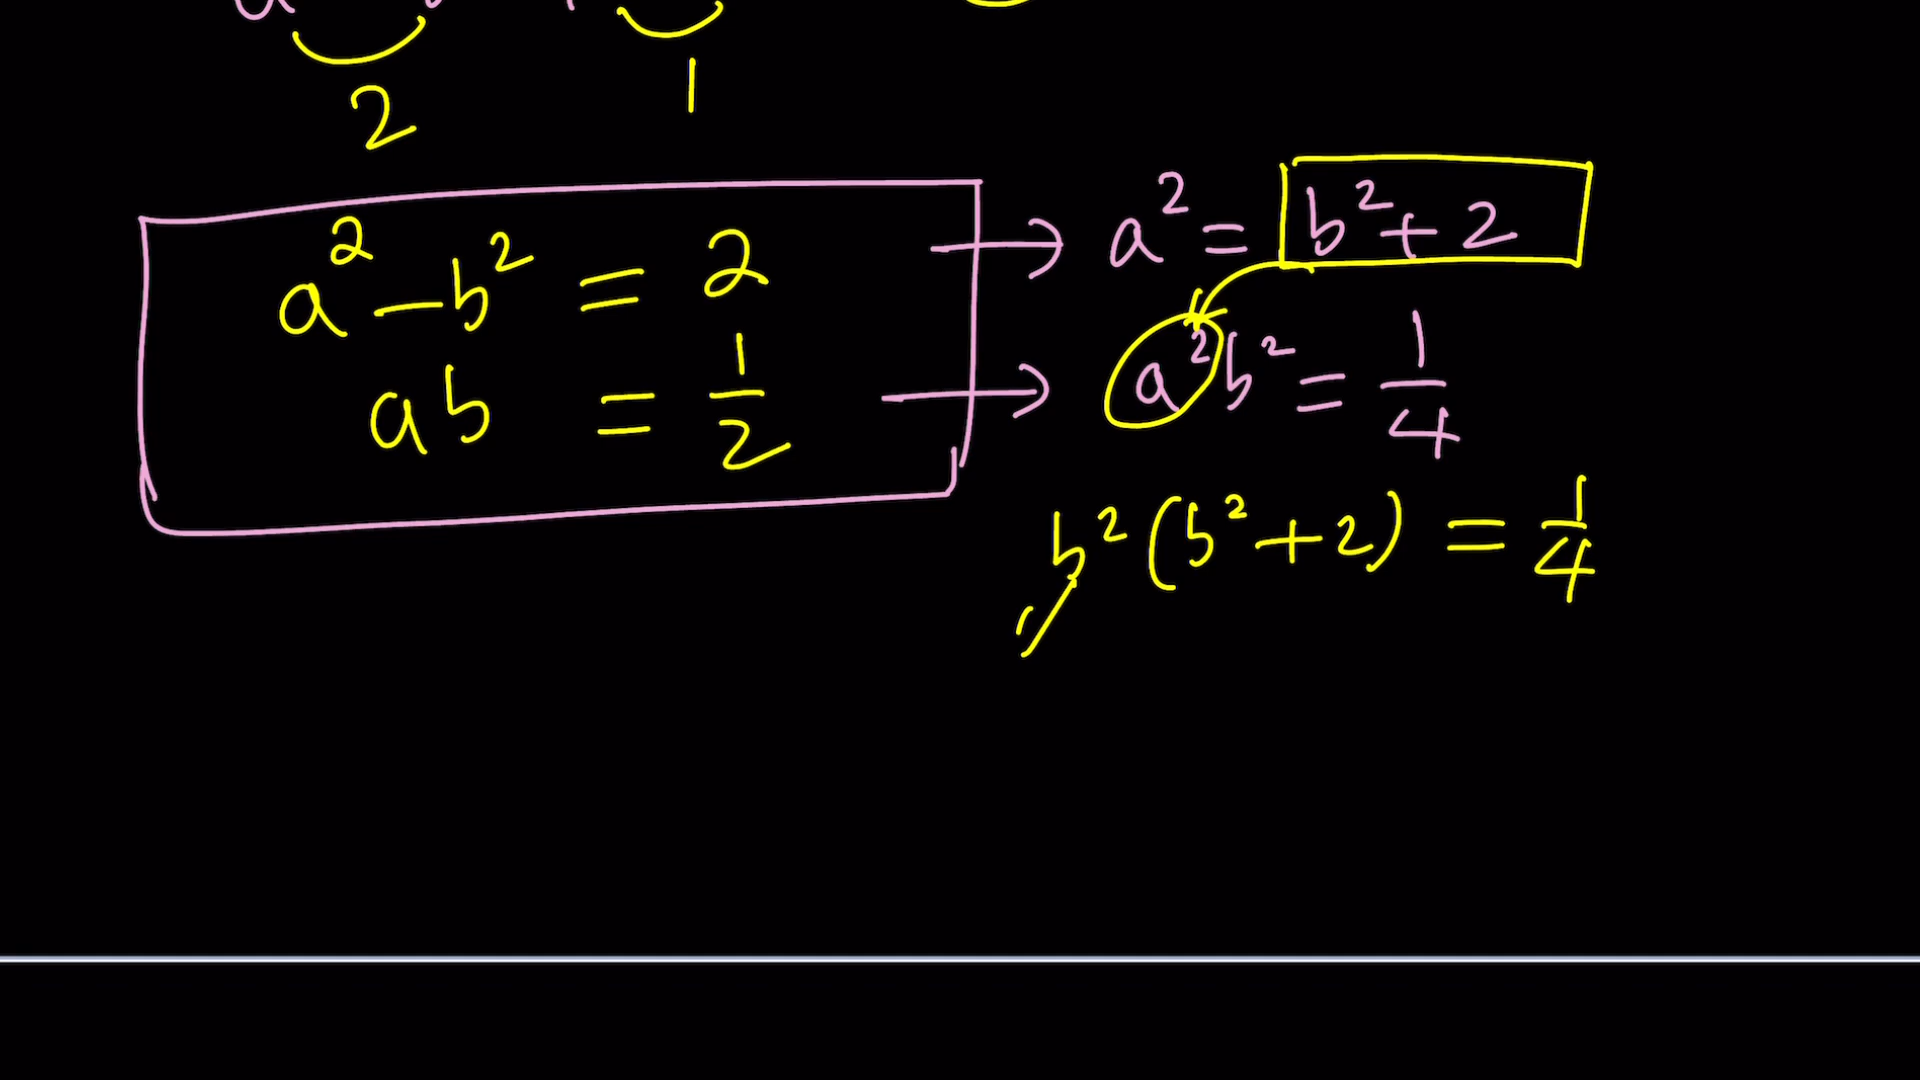 2 1
a² - b² = 2 → a² = b² + 2
ab = 1/2 → a²b² = 1/4
b² (b² + 2) = 1/4